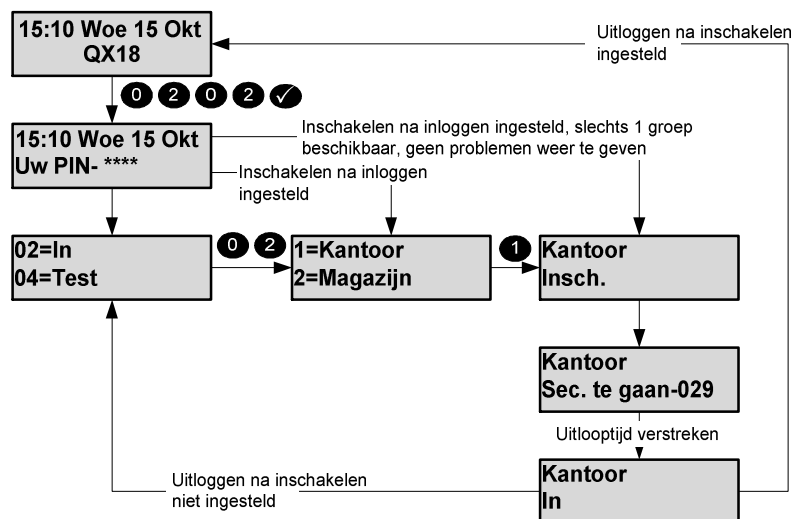 15:10 Woe 15 Okt
QX18
Uitloggen na inschakelen
ingesteld
0 2 0 2 ✓
15:10 Woe 15 Okt
Uw PIN- ****
Inschakelen na inloggen ingesteld, slechts 1 groep
beschikbaar, geen problemen weer te geven
Inschakelen na inloggen
ingesteld
02=In
04=Test
0 2
1=Kantoor
2=Magazijn
1
Kantoor
Insch.
Kantoor
Sec. te gaan-029
Uitlooptijd verstreken
Uitloggen na inschakelen
niet ingesteld
Kantoor
In